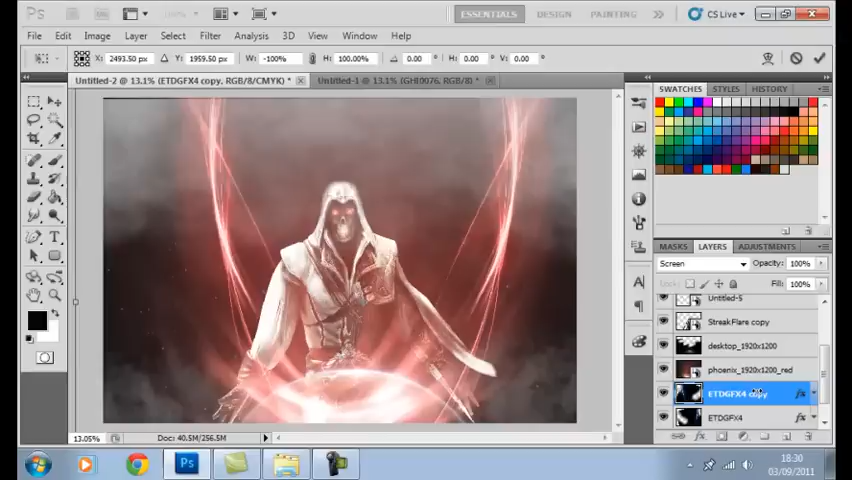 Ps ESSENTIALS DESIGN PAINTING CS Live
File Edit Image Layer Select Filter Analysis 3D View Window Help
X: 2493.50 px Y: 1959.50 px W: -100% H: 100.00% 0.00 ° H: 0.00 ° V: 0.00 °
Untitled-2 @ 13.1% (ETDGFX4 copy, RGB/8/CMYK) * Untitled-1 @ 13.1% (GHI0076, RGB/8) *
SWATCHES STYLES HISTORY
MASKS LAYERS ADJUSTMENTS
Screen Opacity: 100%
Lock: Fill: 100%
Untitled-5
StreakFlare copy
desktop_1920x1200
phoenix_1920x1200_red
ETDGFX4 copy fx
ETDGFX4 fx
13.05% Doc: 40.5M/256.5M
Ps 18:30
03/09/2011